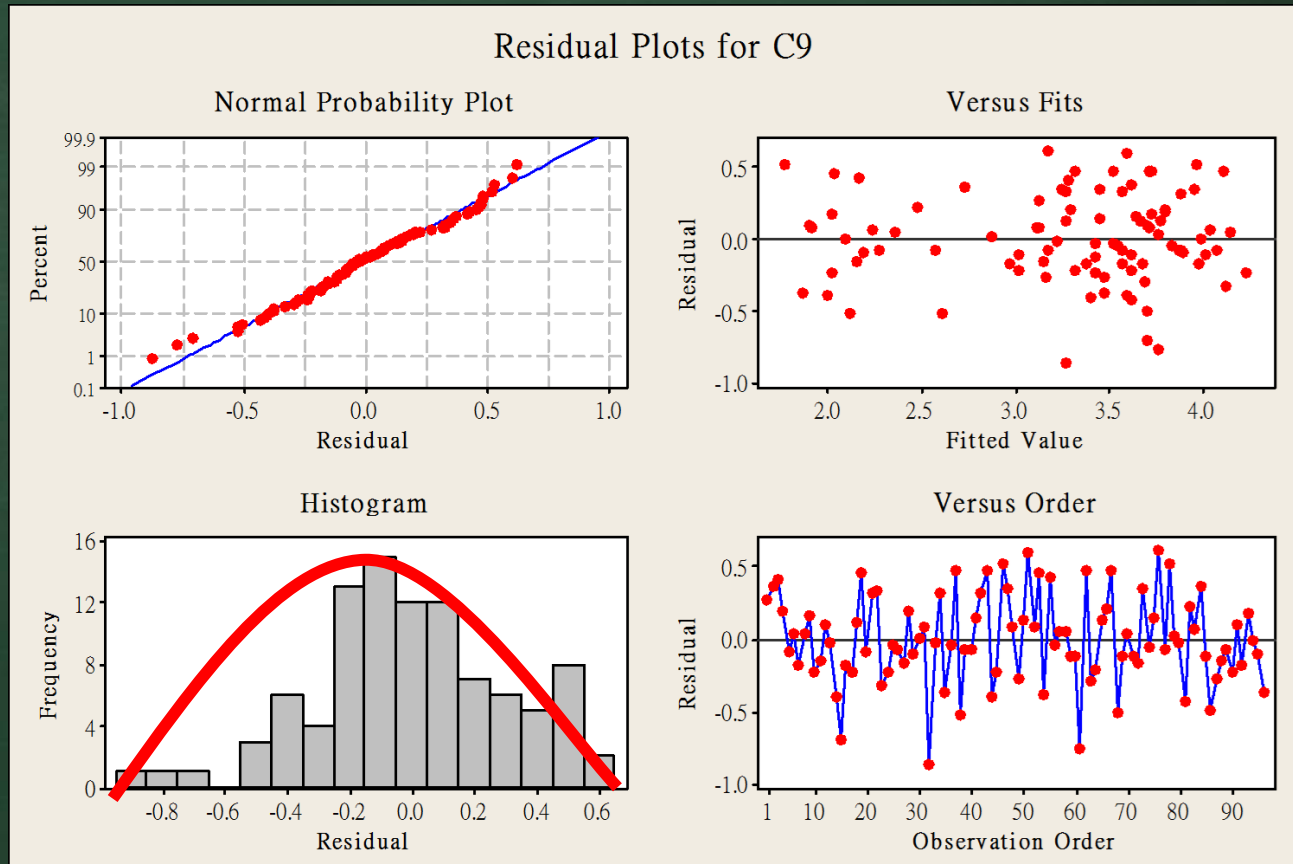 Residual Plots for C9
Normal Probability Plot
99.9
99
90
50
10
1
0.1
Percent
-1.0 -0.5 0.0 0.5 1.0
Residual
Versus Fits
0.5
0.0
-0.5
-1.0
Residual
2.0 2.5 3.0 3.5 4.0
Fitted Value
Histogram
16
12
8
4
0
Frequency
-0.8 -0.6 -0.4 -0.2 0.0 0.2 0.4 0.6
Residual
Versus Order
0.5
0.0
-0.5
-1.0
Residual
1 10 20 30 40 50 60 70 80 90
Observation Order